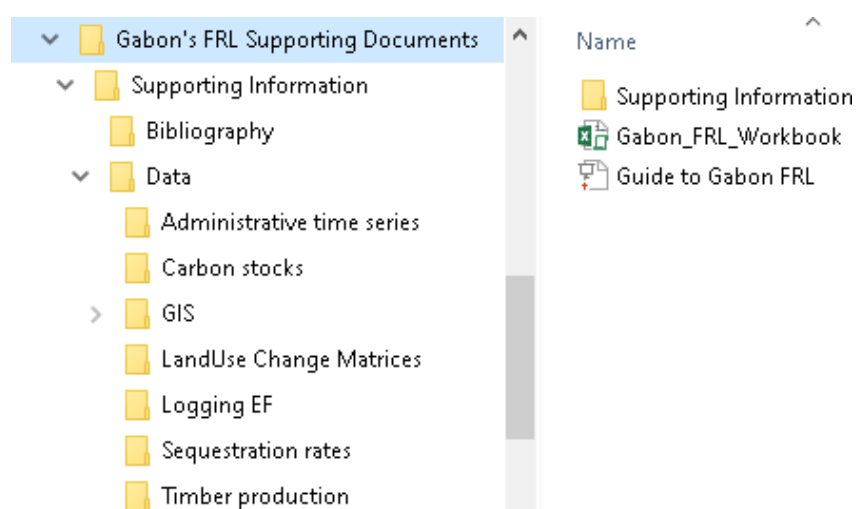 Gabon's FRL Supporting Documents
Supporting Information
Bibliography
Data
Administrative time series
Carbon stocks
GIS
LandUse Change Matrices
Logging EF
Sequestration rates
Timber production
Name
Supporting Information
Gabon_FRL_Workbook
Guide to Gabon FRL